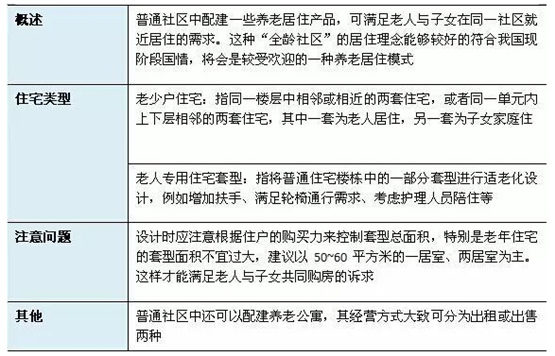 概述
普通社区中配建一些养老居住产品，可满足老人与子女在同一社区就
近居住的需求。这种“全龄社区”的居住理念能够较好的符合我国现
阶段国情，将会是较受欢迎的一种养老居住模式
住宅类型
老少户住宅：指同一楼层中相邻或相近的两套住宅，或者同一单元内
上下层相邻的两套住宅，其中一套为老人居住，另一套为子女家庭住
老人专用住宅套型：指将普通住宅楼栋中的一部分套型进行适老化设
计，例如增加扶手、满足轮椅通行需求、考虑护理人员陪住等
注意问题
设计时应注意根据住户的购买力来控制套型总面积，特别是老年住宅
的套型面积不宜过大，建议以 50~60 平方米的一居室、两居室为主。
这样才能满足老人与子女共同购房的诉求
其他
普通社区中还可以配建养老公寓，其经营方式大致可分为出租或出售
两种